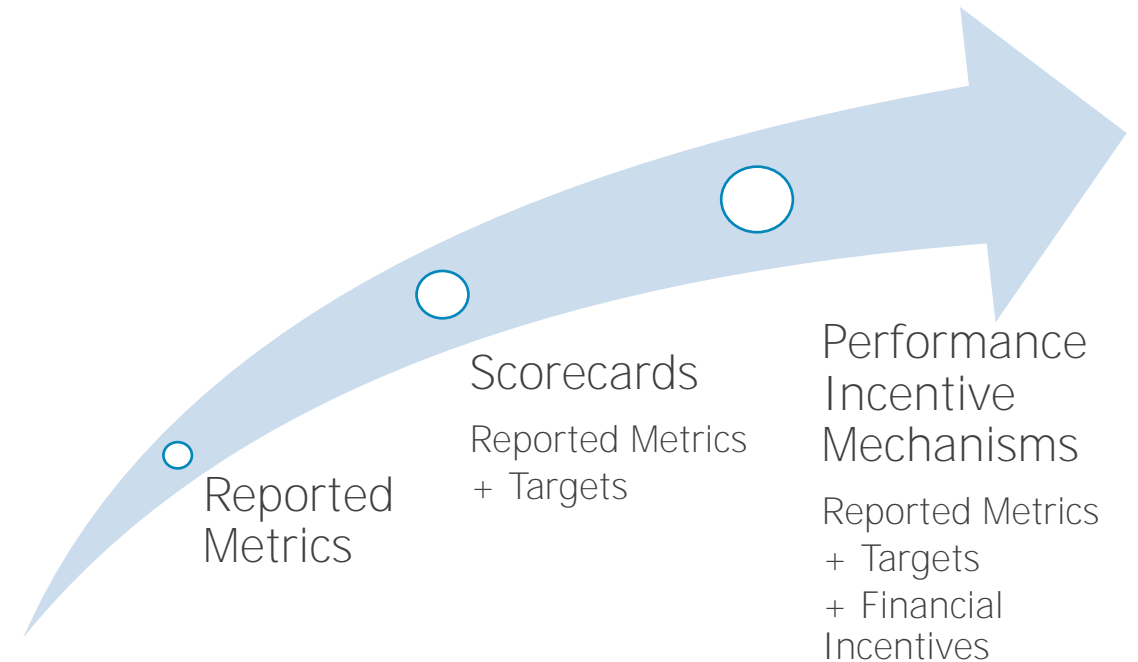 Reported
Metrics
Scorecards
Reported Metrics
+ Targets
Performance
Incentive
Mechanisms
Reported Metrics
+ Targets
+ Financial
Incentives